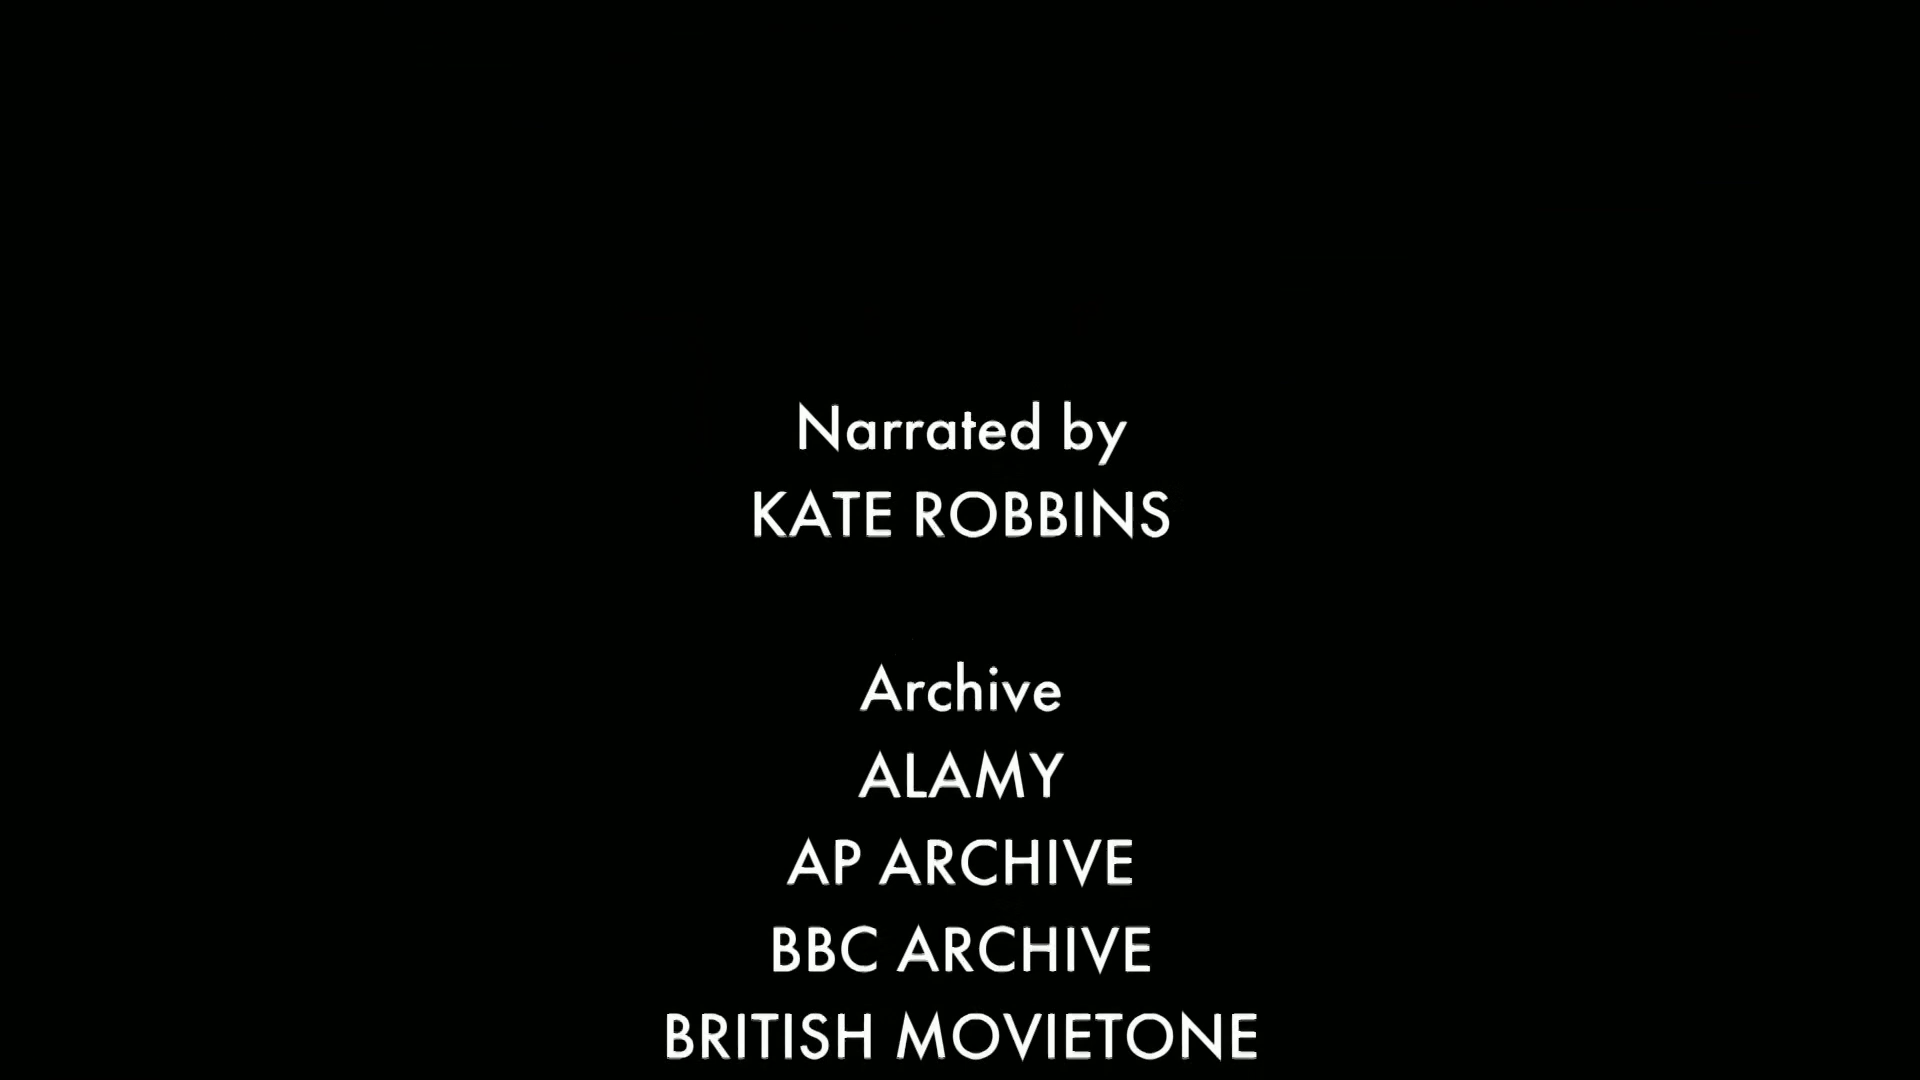 Narrated by
KATE ROBBINS
Archive
ALAMY
AP ARCHIVE
BBC ARCHIVE
BRITISH MOVIETONE